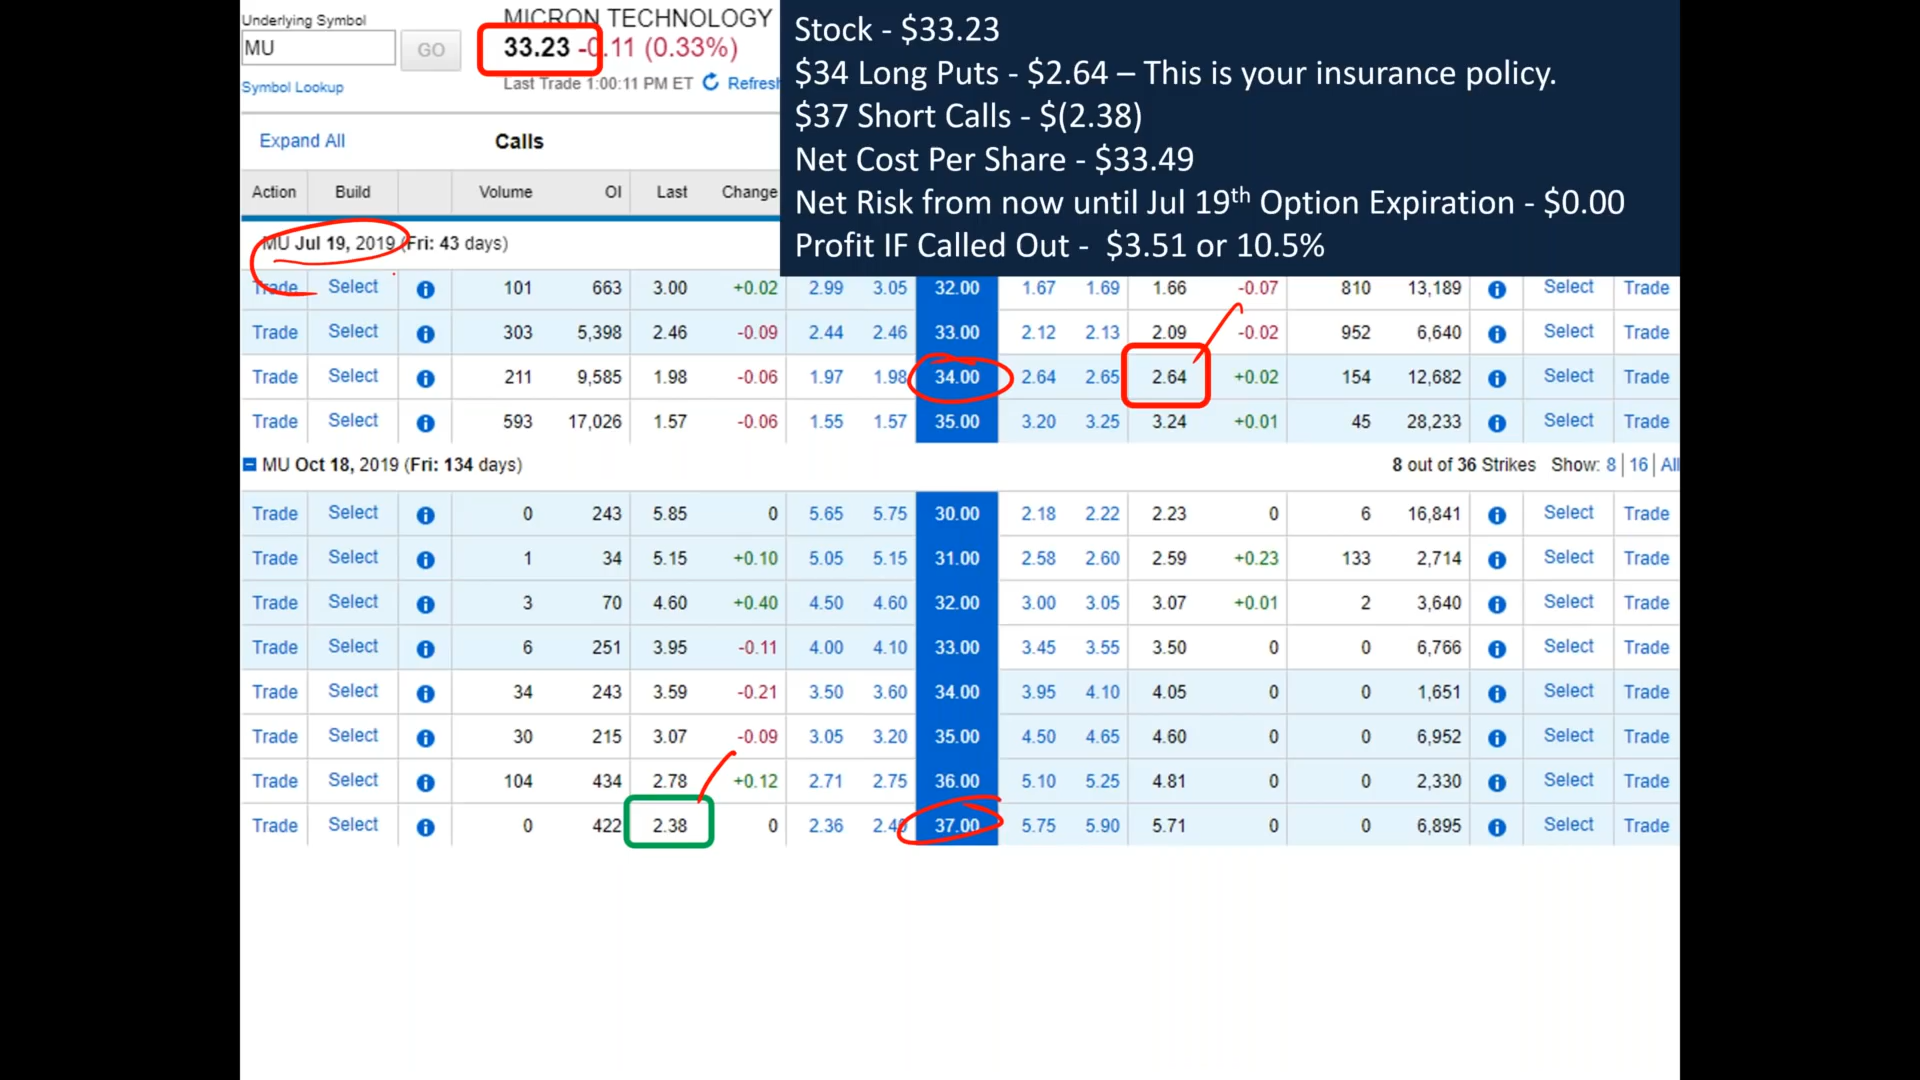 Underlying Symbol
MU
GO
Symbol Lookup
MICRON TECHNOLOGY
33.23 -0.11 (0.33%)
Last Trade 1:00:11 PM ET Refresh
Stock - $33.23
$34 Long Puts - $2.64 – This is your insurance policy.
$37 Short Calls - $(2.38)
Net Cost Per Share - $33.49
Net Risk from now until Jul 19th Option Expiration - $0.00
Profit IF Called Out - $3.51 or 10.5%
Expand All Calls
Action Build Volume OI Last Change
MU Jul 19, 2019 (Fri: 43 days)
Trade Select 101 663 3.00 +0.02 2.99 3.05 32.00 1.67 1.69 1.66 -0.07 810 13,189 Select Trade
Trade Select 303 5,398 2.46 -0.09 2.44 2.46 33.00 2.12 2.13 2.09 -0.02 952 6,640 Select Trade
Trade Select 211 9,585 1.98 -0.06 1.97 1.98 34.00 2.64 2.65 2.64 +0.02 154 12,682 Select Trade
Trade Select 593 17,026 1.57 -0.06 1.55 1.57 35.00 3.20 3.25 3.24 +0.01 45 28,233 Select Trade
MU Oct 18, 2019 (Fri: 134 days) 8 out of 36 Strikes Show: 8 | 16 | All
Trade Select 0 243 5.85 0 5.65 5.75 30.00 2.18 2.22 2.23 0 6 16,841 Select Trade
Trade Select 1 34 5.15 +0.10 5.05 5.15 31.00 2.58 2.60 2.59 +0.23 133 2,714 Select Trade
Trade Select 3 70 4.60 +0.40 4.50 4.60 32.00 3.00 3.05 3.07 +0.01 2 3,640 Select Trade
Trade Select 6 251 3.95 -0.11 4.00 4.10 33.00 3.45 3.55 3.50 0 0 6,766 Select Trade
Trade Select 34 243 3.59 -0.21 3.50 3.60 34.00 3.95 4.10 4.05 0 0 1,651 Select Trade
Trade Select 30 215 3.07 -0.09 3.05 3.20 35.00 4.50 4.65 4.60 0 0 6,952 Select Trade
Trade Select 104 434 2.78 +0.12 2.71 2.75 36.00 5.10 5.25 4.81 0 0 2,330 Select Trade
Trade Select 0 422 2.38 0 2.36 2.40 37.00 5.75 5.90 5.71 0 0 6,895 Select Trade